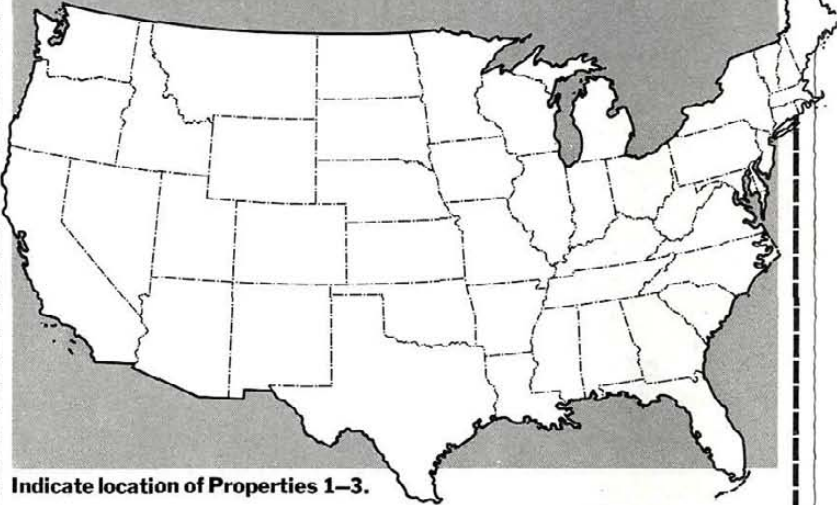 Indicate location of Properties 1–3.